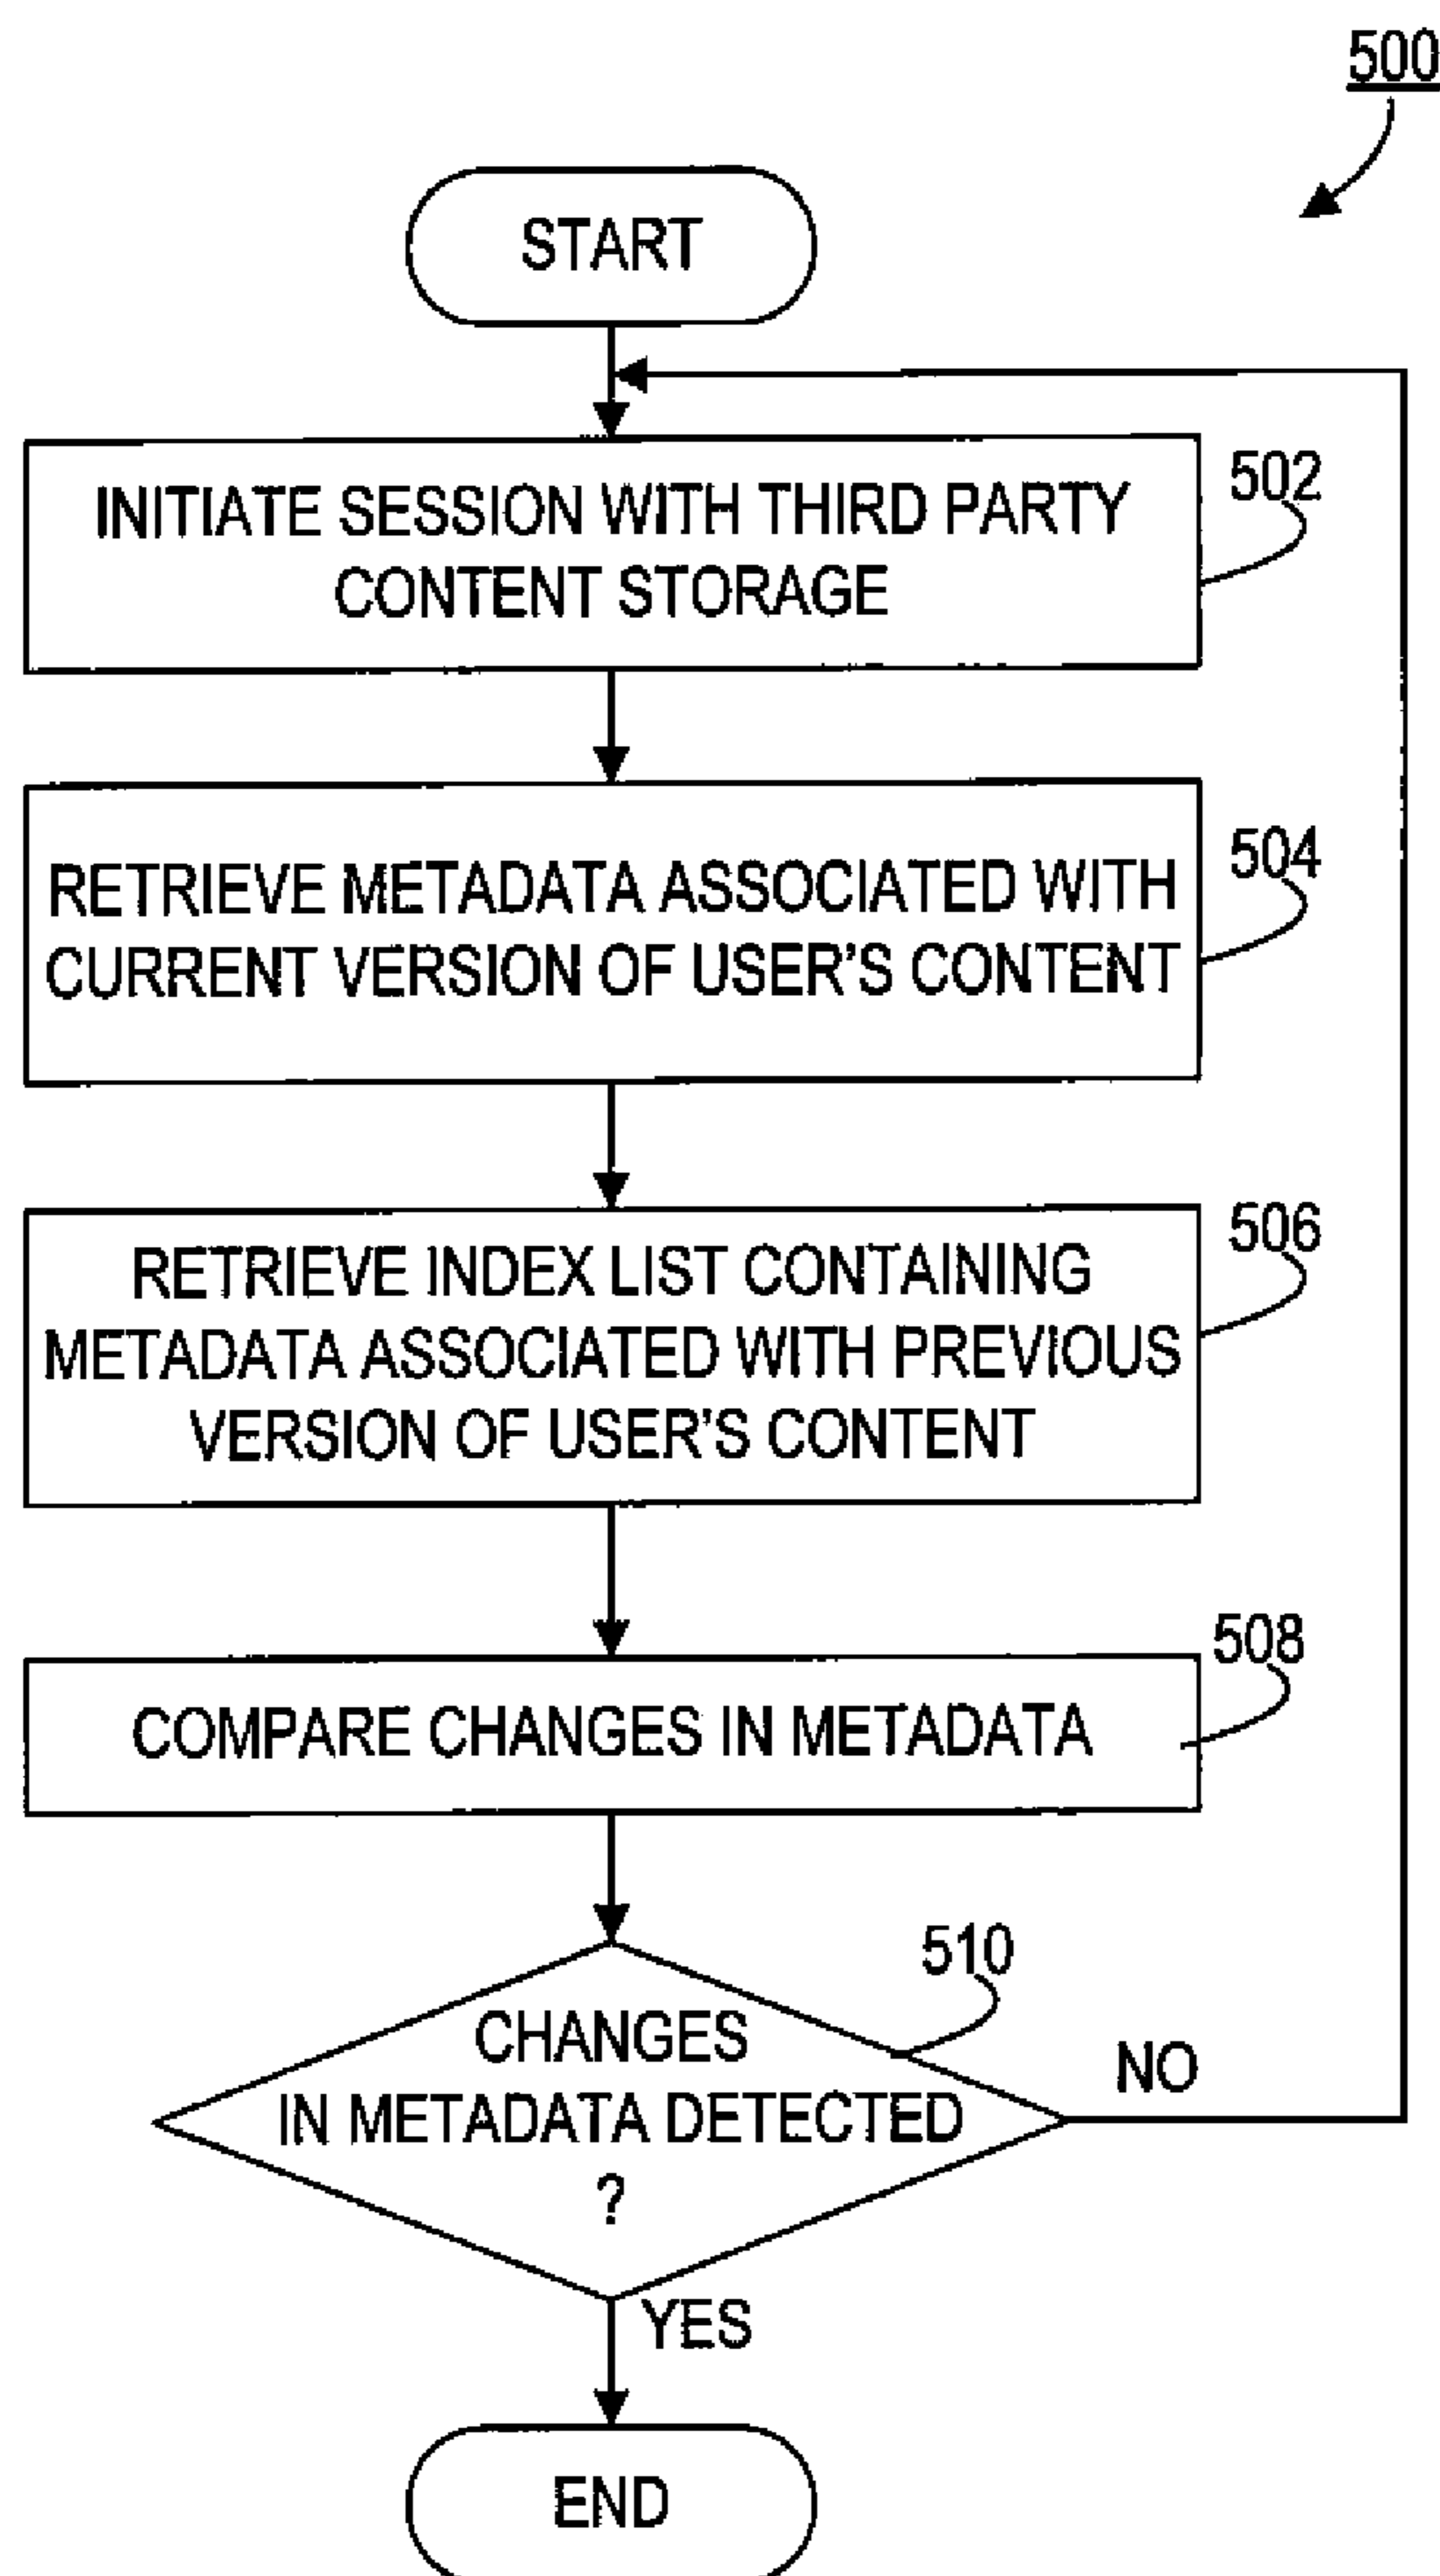 500
START
INITIATE SESSION WITH THIRD PARTY
CONTENT STORAGE
502
RETRIEVE METADATA ASSOCIATED WITH
CURRENT VERSION OF USER'S CONTENT
504
RETRIEVE INDEX LIST CONTAINING
METADATA ASSOCIATED WITH PREVIOUS
VERSION OF USER'S CONTENT
506
COMPARE CHANGES IN METADATA
508
CHANGES
IN METADATA DETECTED
?
510
NO
YES
END